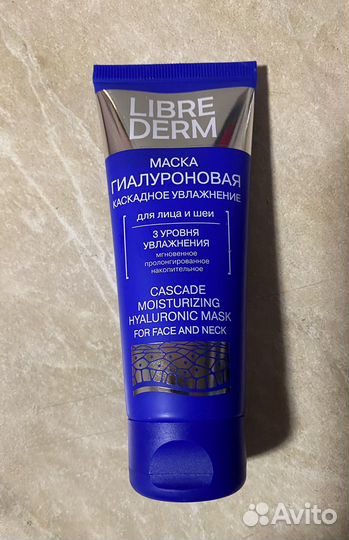 LIBRE
DERM
МАСКА
ГИАЛУРОНОВАЯ
КАСКАДНОЕ УВЛАЖНЕНИЕ
для лица и шеи
3 УРОВНЯ
УВЛАЖНЕНИЯ
мгновенное
пролонгированное
накопительное
CASCADE
MOISTURIZING
HYALURONIC MASK
FOR FACE AND NECK
Avito